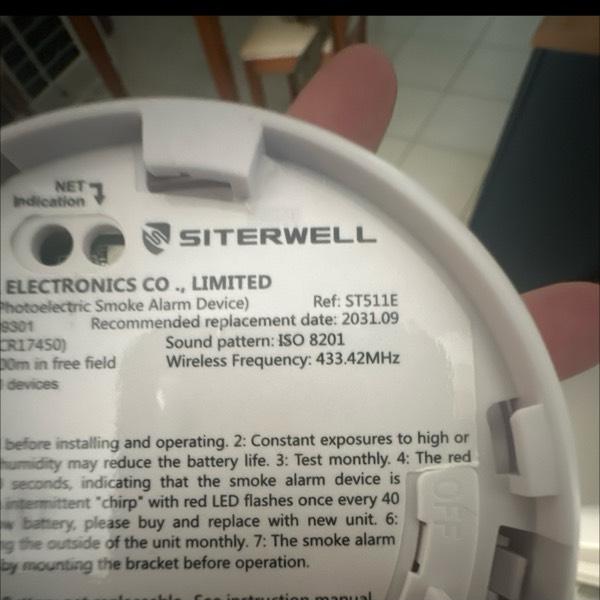 NET
Indication
SITERWELL
ELECTRONICS CO ., LIMITED
Photoelectric Smoke Alarm Device) Ref: ST511E
Recommended replacement date: 2031.09
CR17450) Sound pattern: ISO 8201
in free field Wireless Frequency: 433.42MHz
devices
before installing and operating. 2: Constant exposures to high or
humidity may reduce the battery life. 3: Test monthly. 4: The red
seconds, indicating that the smoke alarm device is
intermittent "chirp" with red LED flashes once every 40
battery, please buy and replace with new unit. 6:
the outside of the unit monthly. 7: The smoke alarm
by mounting the bracket before operation.
See instruction manual
OFF